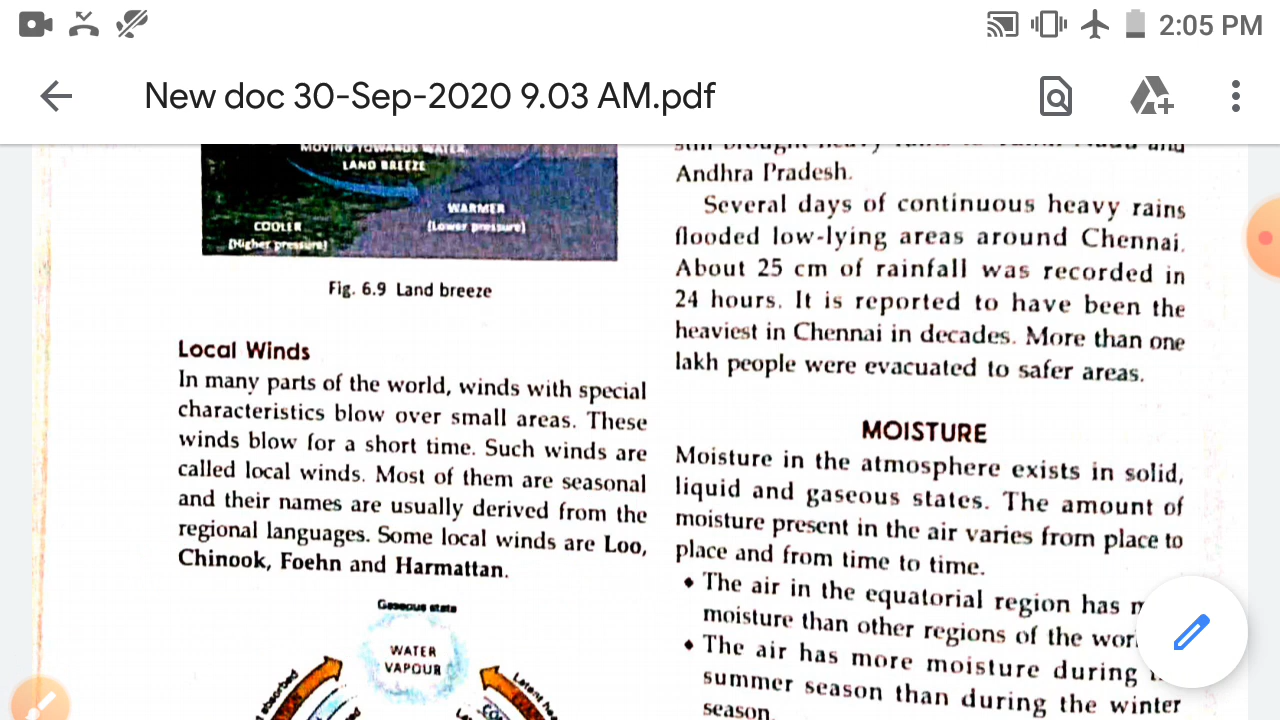 2:05 PM
New doc 30-Sep-2020 9.03 AM.pdf
MOVING TOWARDS WATER
LAND BREEZE
WARMER
(Lower pressure)
COOLER
(Higher pressure)
Fig. 6.9 Land breeze
Local Winds
In many parts of the world, winds with special
characteristics blow over small areas. These
winds blow for a short time. Such winds are
called local winds. Most of them are seasonal
and their names are usually derived from the
regional languages. Some local winds are Loo,
Chinook, Foehn and Harmattan.
Gaseous state
WATER
VAPOUR
absorbed
Latent
still brought heavy
and
Andhra Pradesh.
Several days of continuous heavy rains
flooded low-lying areas around Chennai.
About 25 cm of rainfall was recorded in
24 hours. It is reported to have been the
heaviest in Chennai in decades. More than one
lakh people were evacuated to safer areas.
MOISTURE
Moisture in the atmosphere exists in solid,
liquid and gaseous states. The amount of
moisture present in the air varies from place to
place and from time to time.
• The air in the equatorial region has
moisture than other regions of the
• The air has more moisture during
summer season than during the winter
season.